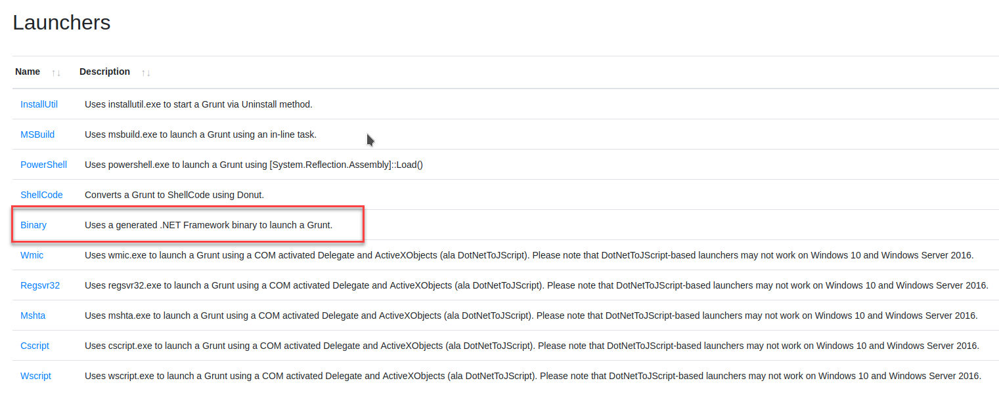 Launchers
Name ↑↓ Description ↑↓
InstallUtil Uses installutil.exe to start a Grunt via Uninstall method.
MSBuild Uses msbuild.exe to launch a Grunt using an in-line task.
PowerShell Uses powershell.exe to launch a Grunt using [System.Reflection.Assembly]::Load()
ShellCode Converts a Grunt to ShellCode using Donut.
Binary Uses a generated .NET Framework binary to launch a Grunt.
Wmic Uses wmic.exe to launch a Grunt using a COM activated Delegate and ActiveXObjects (ala DotNetToJScript). Please note that DotNetToJScript-based launchers may not work on Windows 10 and Windows Server 2016.
Regsvr32 Uses regsvr32.exe to launch a Grunt using a COM activated Delegate and ActiveXObjects (ala DotNetToJScript). Please note that DotNetToJScript-based launchers may not work on Windows 10 and Windows Server 2016.
Mshta Uses mshta.exe to launch a Grunt using a COM activated Delegate and ActiveXObjects (ala DotNetToJScript). Please note that DotNetToJScript-based launchers may not work on Windows 10 and Windows Server 2016.
Cscript Uses cscript.exe to launch a Grunt using a COM activated Delegate and ActiveXObjects (ala DotNetToJScript). Please note that DotNetToJScript-based launchers may not work on Windows 10 and Windows Server 2016.
Wscript Uses wscript.exe to launch a Grunt using a COM activated Delegate and ActiveXObjects (ala DotNetToJScript). Please note that DotNetToJScript-based launchers may not work on Windows 10 and Windows Server 2016.